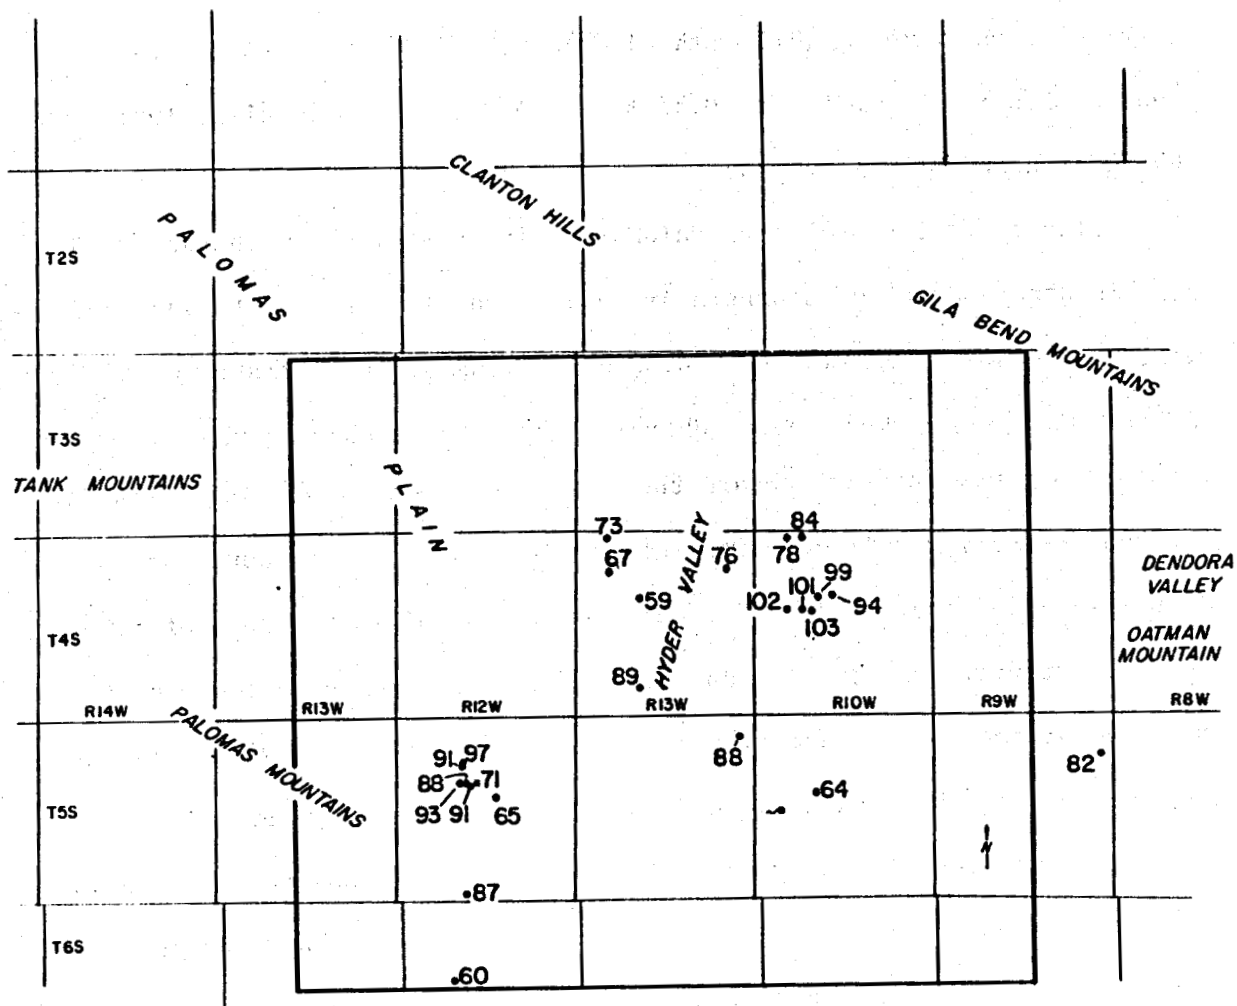 CLANTON HILLS
PALOMAS
T2S
GILA BEND MOUNTAINS
T3S
TANK MOUNTAINS
PLAIN
73
84
HYDER VALLEY
67
76
78
DENDORA
VALLEY
99
101
59
102
94
103
T4S
OATMAN
MOUNTAIN
89
R14W
PALOMAS MOUNTAINS
R13W
R12W
R13W
R10W
R9W
R8W
91
97
88
82
88
71
64
T5S
93
91
65
N
87
T6S
60